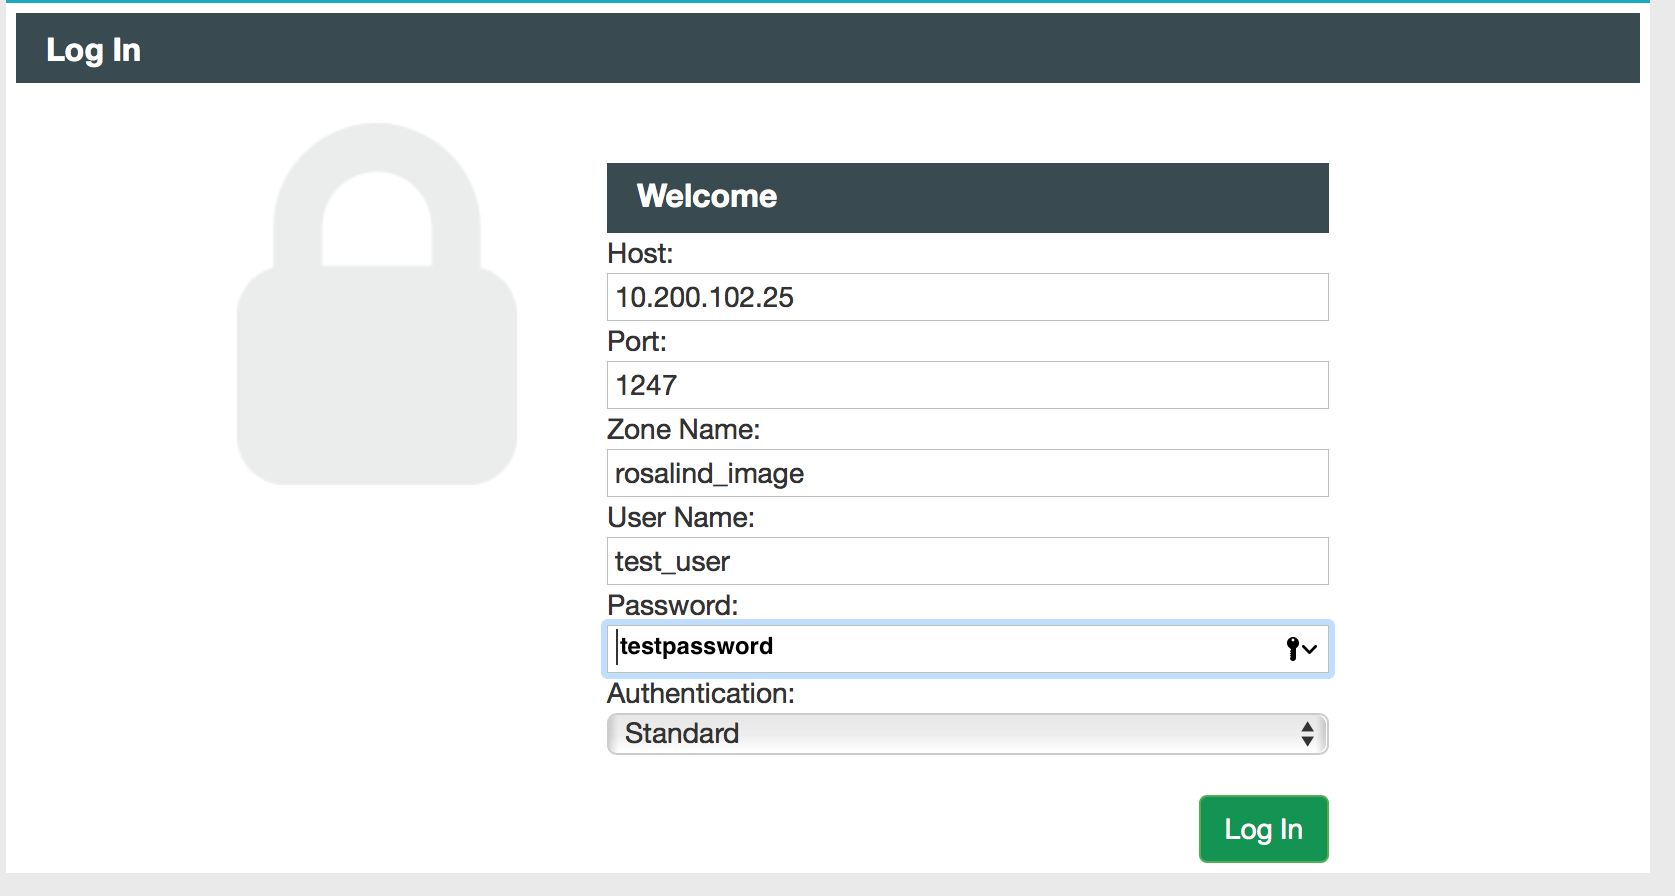 Log In
Welcome
Host:
10.200.102.25
Port:
1247
Zone Name:
rosalind_image
User Name:
test_user
Password:
testpassword
Authentication:
Standard
Log In